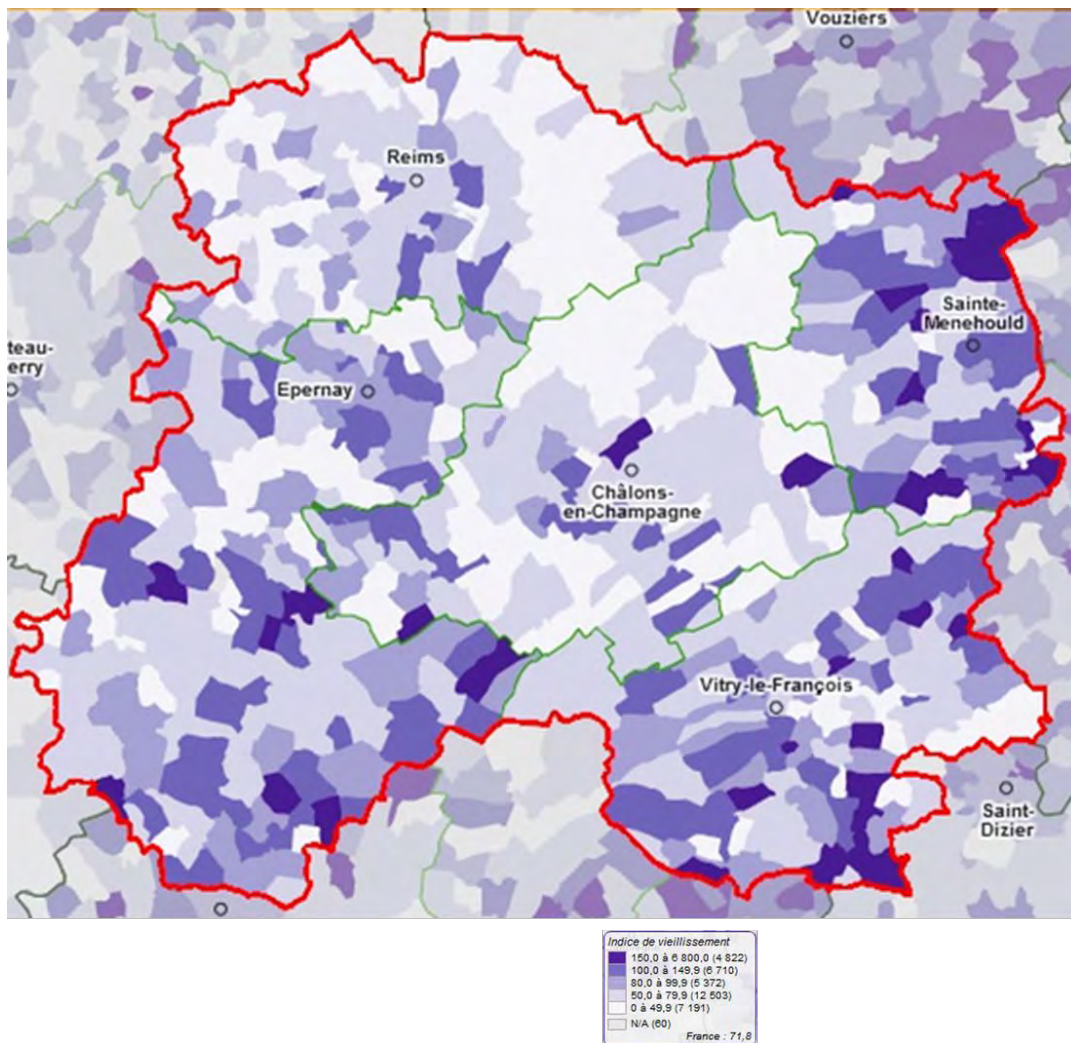 Vouziers
Reims
Sainte-
Menehould
teau-
erry
Epernay
Châlons-
en-Champagne
Vitry-le-François
Saint-
Dizier
Indice de vieillissement
150,0 à 6 800,0 (4 822)
100,0 à 149,9 (6 710)
80,0 à 99,9 (5 372)
50,0 à 79,9 (12 503)
0 à 49,9 (7 191)
N/A (60)
France : 71,8